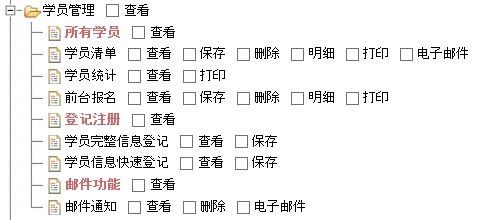 学员管理 查看
所有学员 查看
学员清单 查看 保存 删除 明细 打印 电子邮件
学员统计 查看 打印
前台报名 查看 保存 删除 明细 打印
登记注册 查看
学员完整信息登记 查看 保存
学员信息快速登记 查看 保存
邮件功能 查看
邮件通知 查看 删除 电子邮件